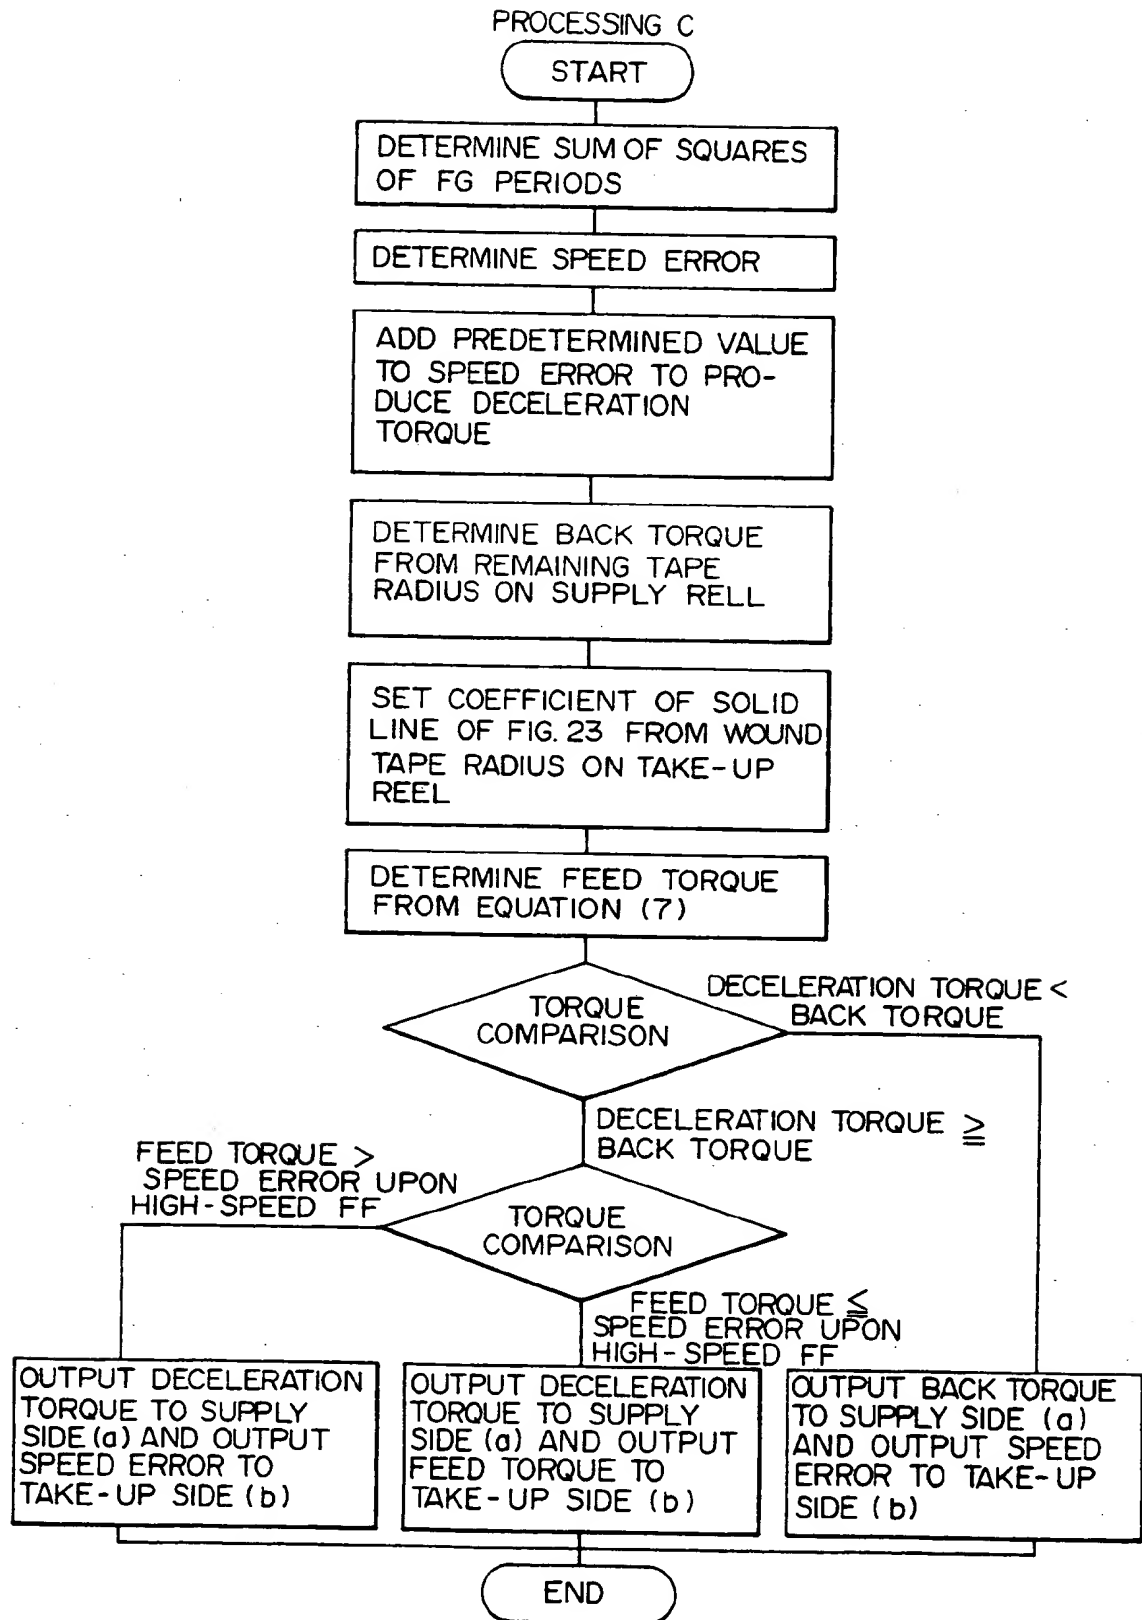 PROCESSING C
START
DETERMINE SUM OF SQUARES
OF FG PERIODS
DETERMINE SPEED ERROR
ADD PREDETERMINED VALUE
TO SPEED ERROR TO PRO-
DUCE DECELERATION
TORQUE
DETERMINE BACK TORQUE
FROM REMAINING TAPE
RADIUS ON SUPPLY RELL
SET COEFFICIENT OF SOLID
LINE OF FIG. 23 FROM WOUND
TAPE RADIUS ON TAKE-UP
REEL
DETERMINE FEED TORQUE
FROM EQUATION (7)
TORQUE
COMPARISON
DECELERATION TORQUE <
BACK TORQUE
DECELERATION TORQUE ≧
BACK TORQUE
FEED TORQUE >
SPEED ERROR UPON
HIGH-SPEED FF
TORQUE
COMPARISON
FEED TORQUE ≦
SPEED ERROR UPON
HIGH-SPEED FF
OUTPUT DECELERATION
TORQUE TO SUPPLY
SIDE (a) AND OUTPUT
SPEED ERROR TO
TAKE-UP SIDE (b)
OUTPUT DECELERATION
TORQUE TO SUPPLY
SIDE (a) AND OUTPUT
FEED TORQUE TO
TAKE-UP SIDE (b)
OUTPUT BACK TORQUE
TO SUPPLY SIDE (a)
AND OUTPUT SPEED
ERROR TO TAKE-UP
SIDE (b)
END